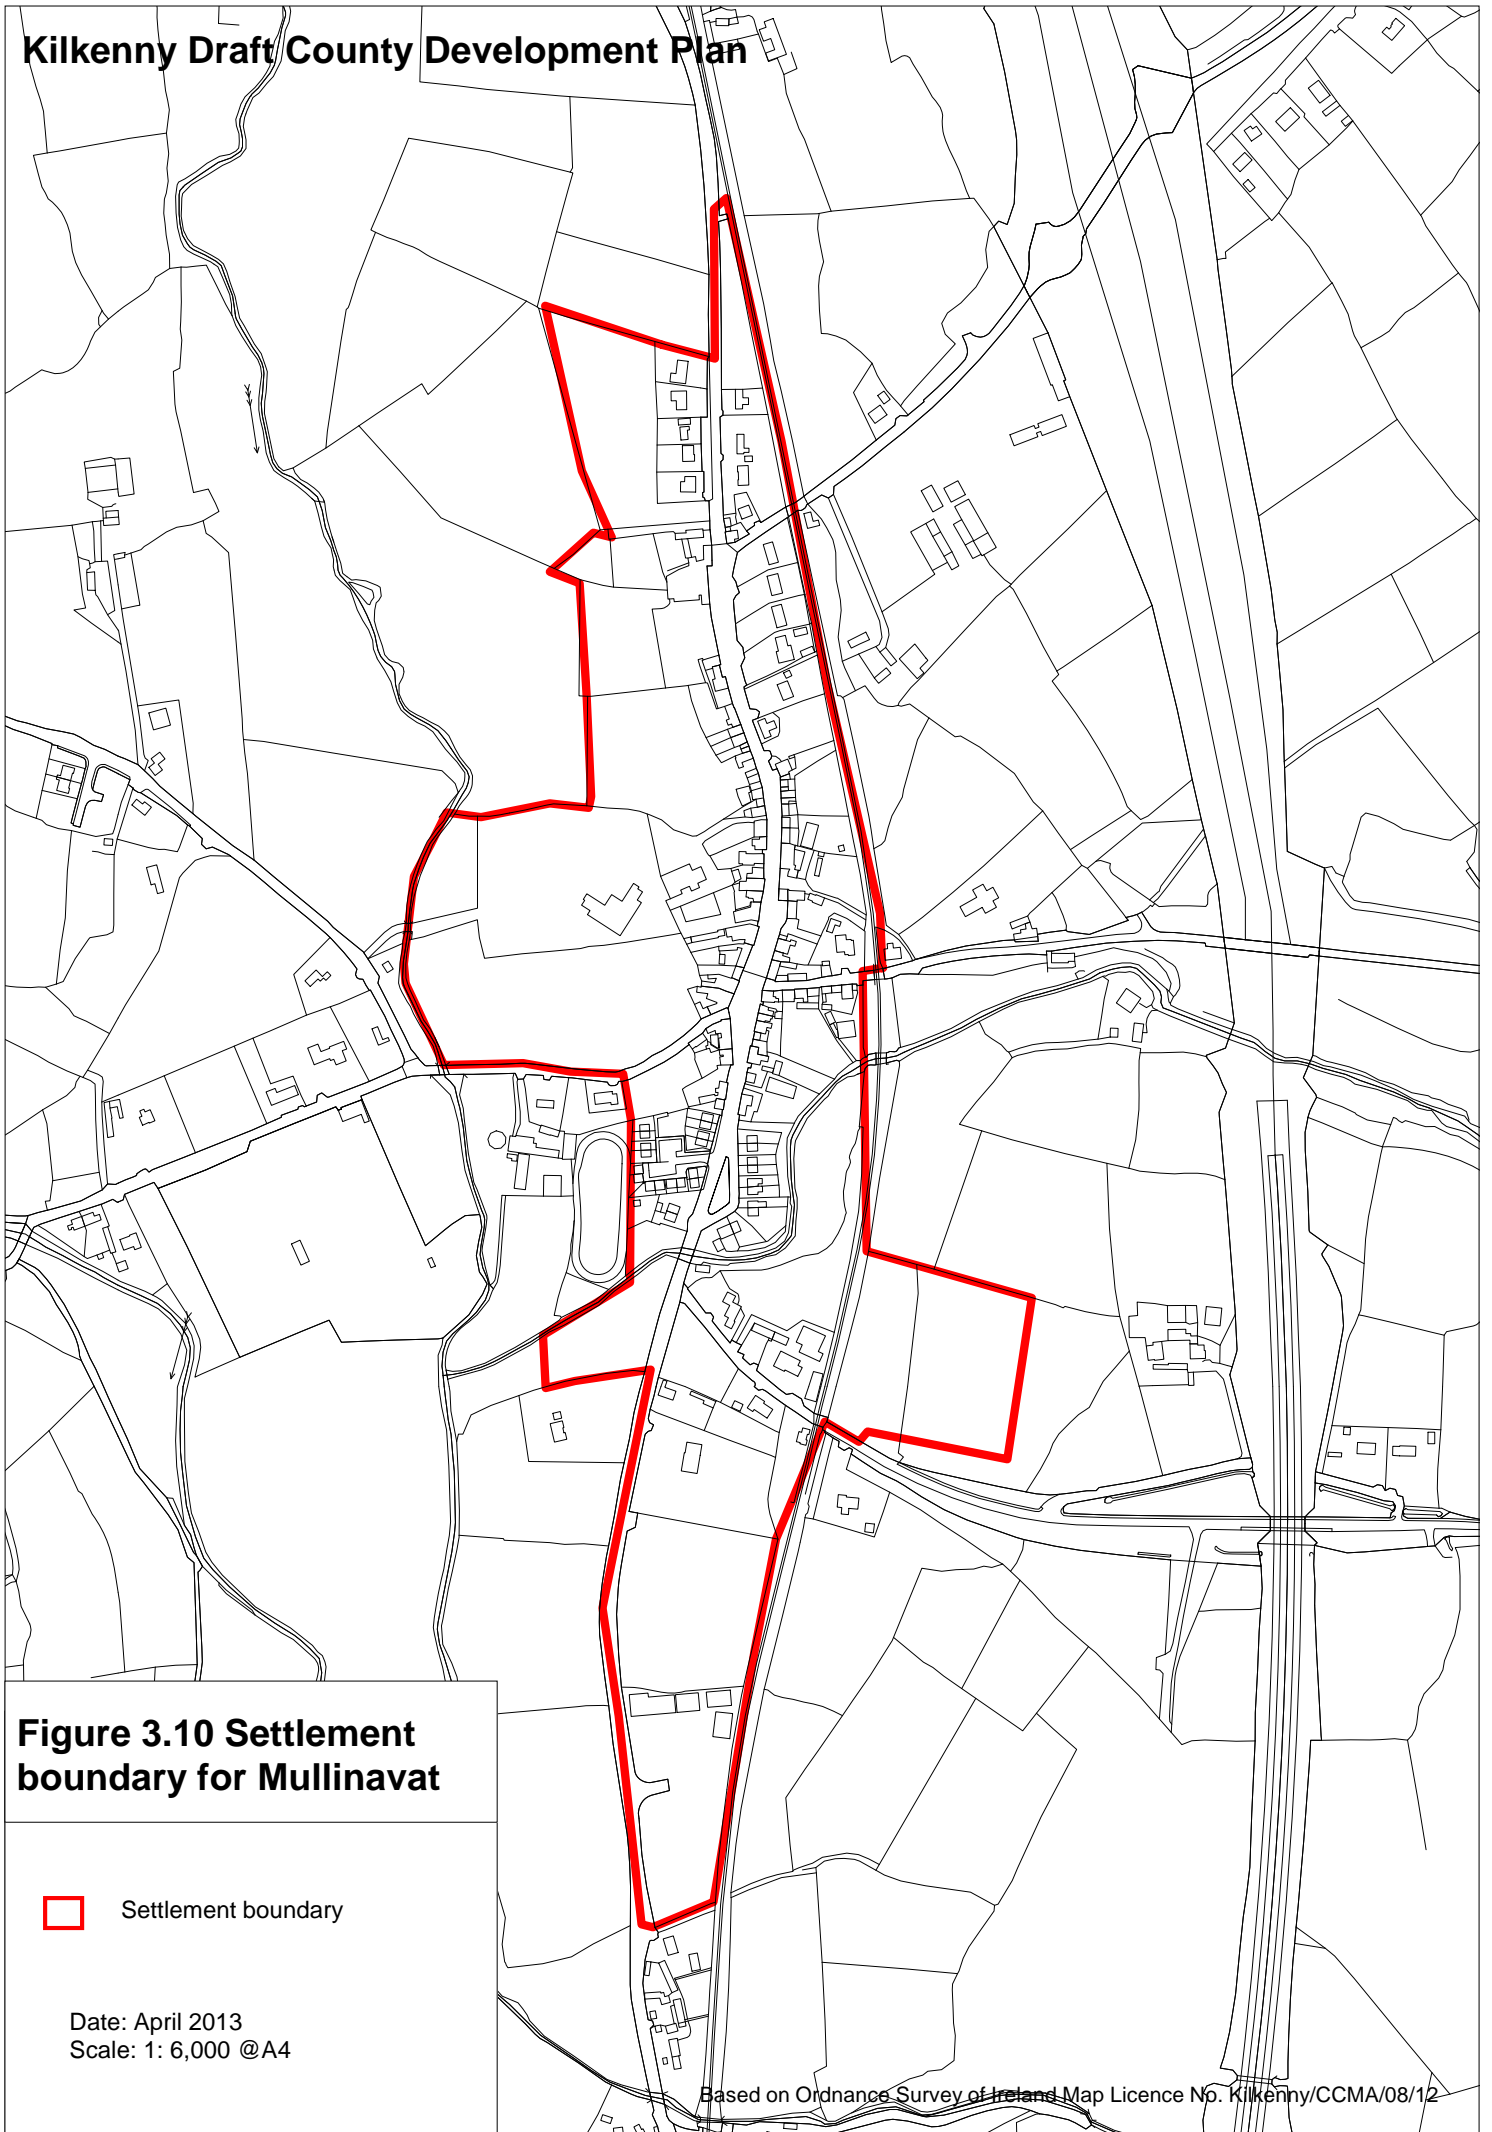 Kilkenny Draft County Development Plan
Figure 3.10 Settlement
boundary for Mullinavat
Settlement boundary
Date: April 2013
Scale: 1: 6,000 @A4
Based on Ordnance Survey of Ireland Map Licence No. Kilkenny/CCMA/08/12